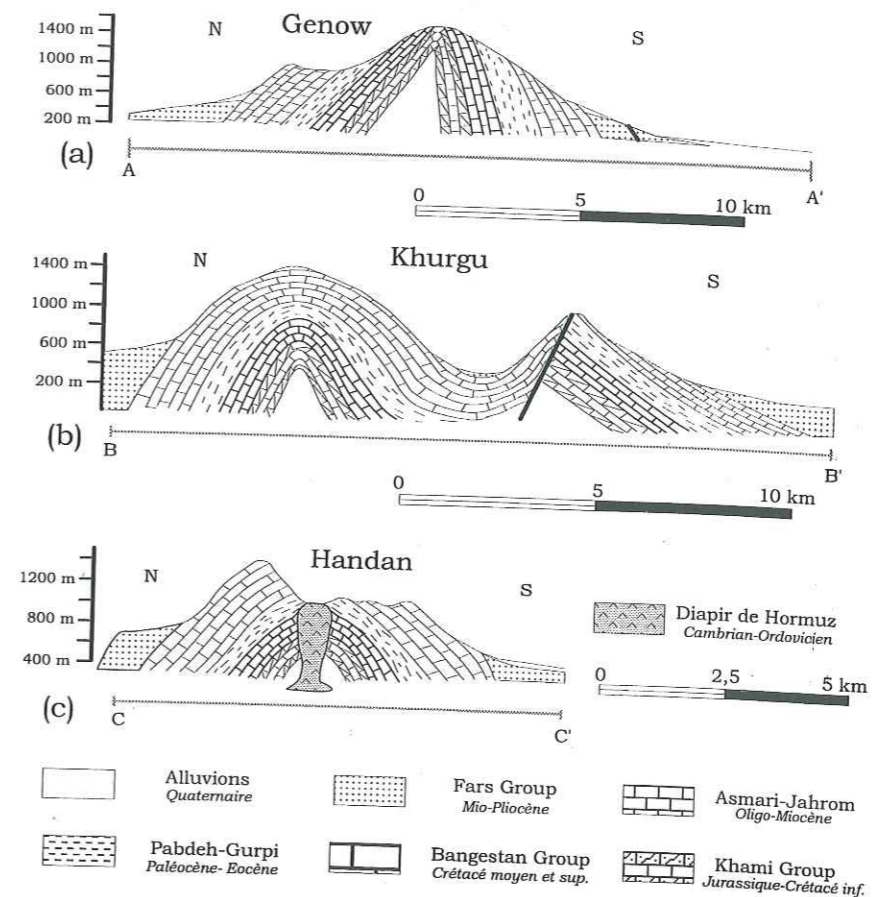 1400 m
1000 m
600 m
200 m
N
Genow
S
(a)
A
A'
0
5
10 km
1400 m
1000 m
600 m
200 m
N
Khurgu
S
(b)
B
B'
0
5
10 km
1200 m
800 m
400 m
N
Handan
S
(c)
C
C'
Diapir de Hormuz
Cambrian-Ordovicien
0
2,5
5 km
Alluvions
Quaternaire
Fars Group
Mio-Pliocène
Asmari-Jahrom
Oligo-Miocène
Pabdeh-Gurpi
Paléocène- Eocène
Bangestan Group
Crétacé moyen et sup.
Khami Group
Jurassique-Crétacé inf.